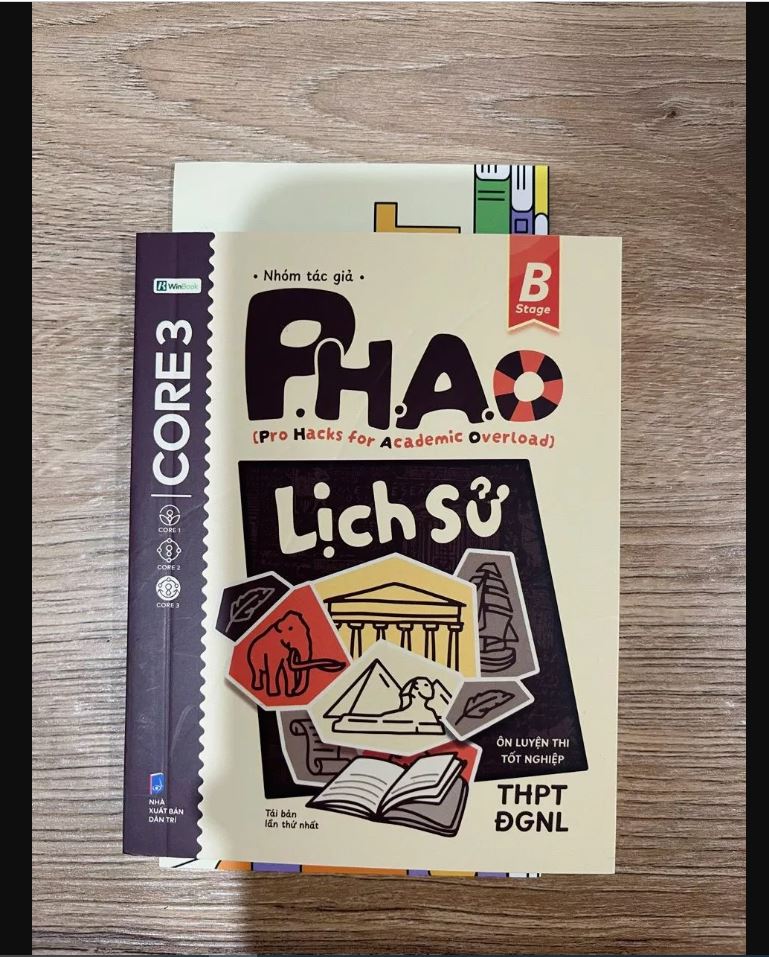 • Nhóm tác giả •
B
Stage
P.H.A.O
(Pro Hacks for Academic Overload)
Lịch sử
ÔN LUYỆN THI
TỐT NGHIỆP
THPT
ĐGNL
Tái bản
lần thứ nhất
WinBook
CORE 3
CORE 1
CORE 2
CORE 3
NHÀ
XUẤT BẢN
DÂN TRÍ